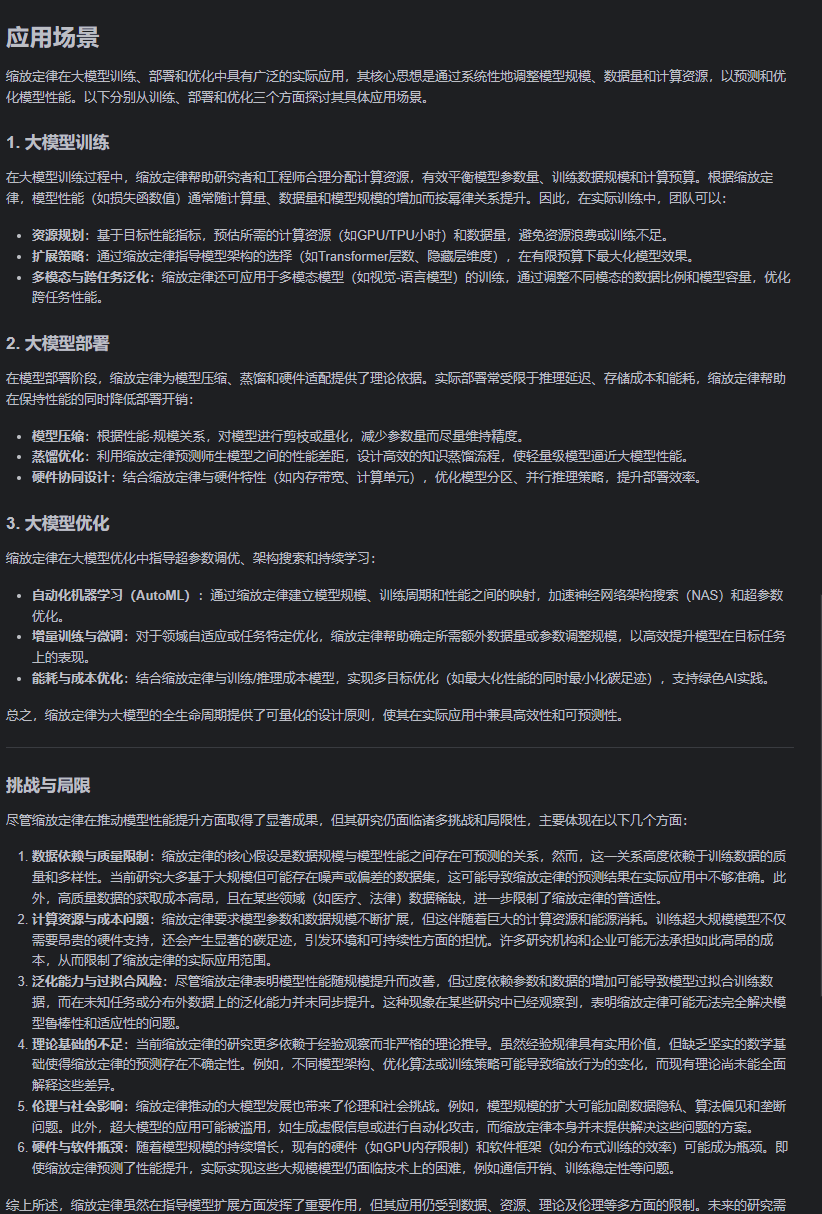 应用场景
缩放定律在大模型训练、部署和优化中具有广泛的实际应用，其核心思想是通过系统性地调整模型规模、数据量和计算资源，以预测和优
化模型性能。以下分别从训练、部署和优化三个方面探讨其具体应用场景。
1. 大模型训练
在大模型训练过程中，缩放定律帮助研究者和工程师合理分配计算资源，有效平衡模型参数量、训练数据规模和计算预算。根据缩放定
律，模型性能（如损失函数值）通常随计算量、数据量和模型规模的增加而按幂律关系提升。因此，在实际训练中，团队可以：
• 资源规划：基于目标性能指标，预估所需的计算资源（如GPU/TPU小时）和数据量，避免资源浪费或训练不足。
• 扩展策略：通过缩放定律指导模型架构的选择（如Transformer层数、隐藏层维度），在有限预算下最大化模型效果。
• 多模态与跨任务泛化：缩放定律还可应用于多模态模型（如视觉-语言模型）的训练，通过调整不同模态的数据比例和模型容量，优化
跨任务性能。
2. 大模型部署
在模型部署阶段，缩放定律为模型压缩、蒸馏和硬件适配提供了理论依据。实际部署常受限于推理延迟、存储成本和能耗，缩放定律帮助
在保持性能的同时降低部署开销：
• 模型压缩：根据性能-规模关系，对模型进行剪枝或量化，减少参数量而尽量维持精度。
• 蒸馏优化：利用缩放定律预测师生模型之间的性能差距，设计高效的知识蒸馏流程，使轻量级模型逼近大模型性能。
• 硬件协同设计：结合缩放定律与硬件特性（如内存带宽、计算单元），优化模型分区、并行推理策略，提升部署效率。
3. 大模型优化
缩放定律在大模型优化中指导超参数调优、架构搜索和持续学习：
• 自动化机器学习（AutoML）：通过缩放定律建立模型规模、训练周期和性能之间的映射，加速神经网络架构搜索（NAS）和超参数
优化。
• 增量训练与微调：对于领域自适应或任务特定优化，缩放定律帮助确定所需额外数据量或参数调整规模，以高效提升模型在目标任务
上的表现。
• 能耗与成本优化：结合缩放定律与训练/推理成本模型，实现多目标优化（如最大化性能的同时最小化碳足迹），支持绿色AI实践。
总之，缩放定律为大模型的全生命周期提供了可量化的设计原则，使其在实际应用中兼具高效性和可预测性。
挑战与局限
尽管缩放定律在推动模型性能提升方面取得了显著成果，但其研究仍面临诸多挑战和局限性，主要体现在以下几个方面：
1. 数据依赖与质量限制：缩放定律的核心假设是数据规模与模型性能之间存在可预测的关系，然而，这一关系高度依赖于训练数据的质
量和多样性。当前研究大多基于大规模但可能存在噪声或偏差的数据集，这可能导致缩放定律的预测结果在实际应用中不够准确。此
外，高质量数据的获取成本高昂，且在某些领域（如医疗、法律）数据稀缺，进一步限制了缩放定律的普适性。
2. 计算资源与成本问题：缩放定律要求模型参数和数据规模不断扩展，但这伴随着巨大的计算资源和能源消耗。训练超大规模模型不仅
需要昂贵的硬件支持，还会产生显著的碳足迹，引发环境和可持续性方面的担忧。许多研究机构和企业可能无法承担如此高昂的成
本，从而限制了缩放定律的实际应用范围。
3. 泛化能力与过拟合风险：尽管缩放定律表明模型性能随规模提升而改善，但过度依赖参数和数据的增加可能导致模型过拟合训练数
据，而在未知任务或分布外数据上的泛化能力并未同步提升。这种现象在某些研究中已经观察到，表明缩放定律可能无法完全解决模
型鲁棒性和适应性的问题。
4. 理论基础的不足：当前缩放定律的研究更多依赖于经验观察而非严格的理论推导。虽然经验规律具有实用价值，但缺乏坚实的数学基
础使得缩放定律的预测存在不确定性。例如，不同模型架构、优化算法或训练策略可能导致缩放行为的变化，而现有理论尚未能全面
解释这些差异。
5. 伦理与社会影响：缩放定律推动的大模型发展也带来了伦理和社会挑战。例如，模型规模的扩大可能加剧数据隐私、算法偏见和垄断
问题。此外，超大模型的应用可能被滥用，如生成虚假信息或进行自动化攻击，而缩放定律本身并未提供解决这些问题的方案。
6. 硬件与软件瓶颈：随着模型规模的持续增长，现有的硬件（如GPU内存限制）和软件框架（如分布式训练的效率）可能成为瓶颈。即
使缩放定律预测了性能提升，实际实现这些大规模模型仍面临技术上的困难，例如通信开销、训练稳定性等问题。
综上所述，缩放定律虽然在指导模型扩展方面发挥了重要作用，但其应用仍受到数据、资源、理论及伦理等多方面的限制。未来的研究需